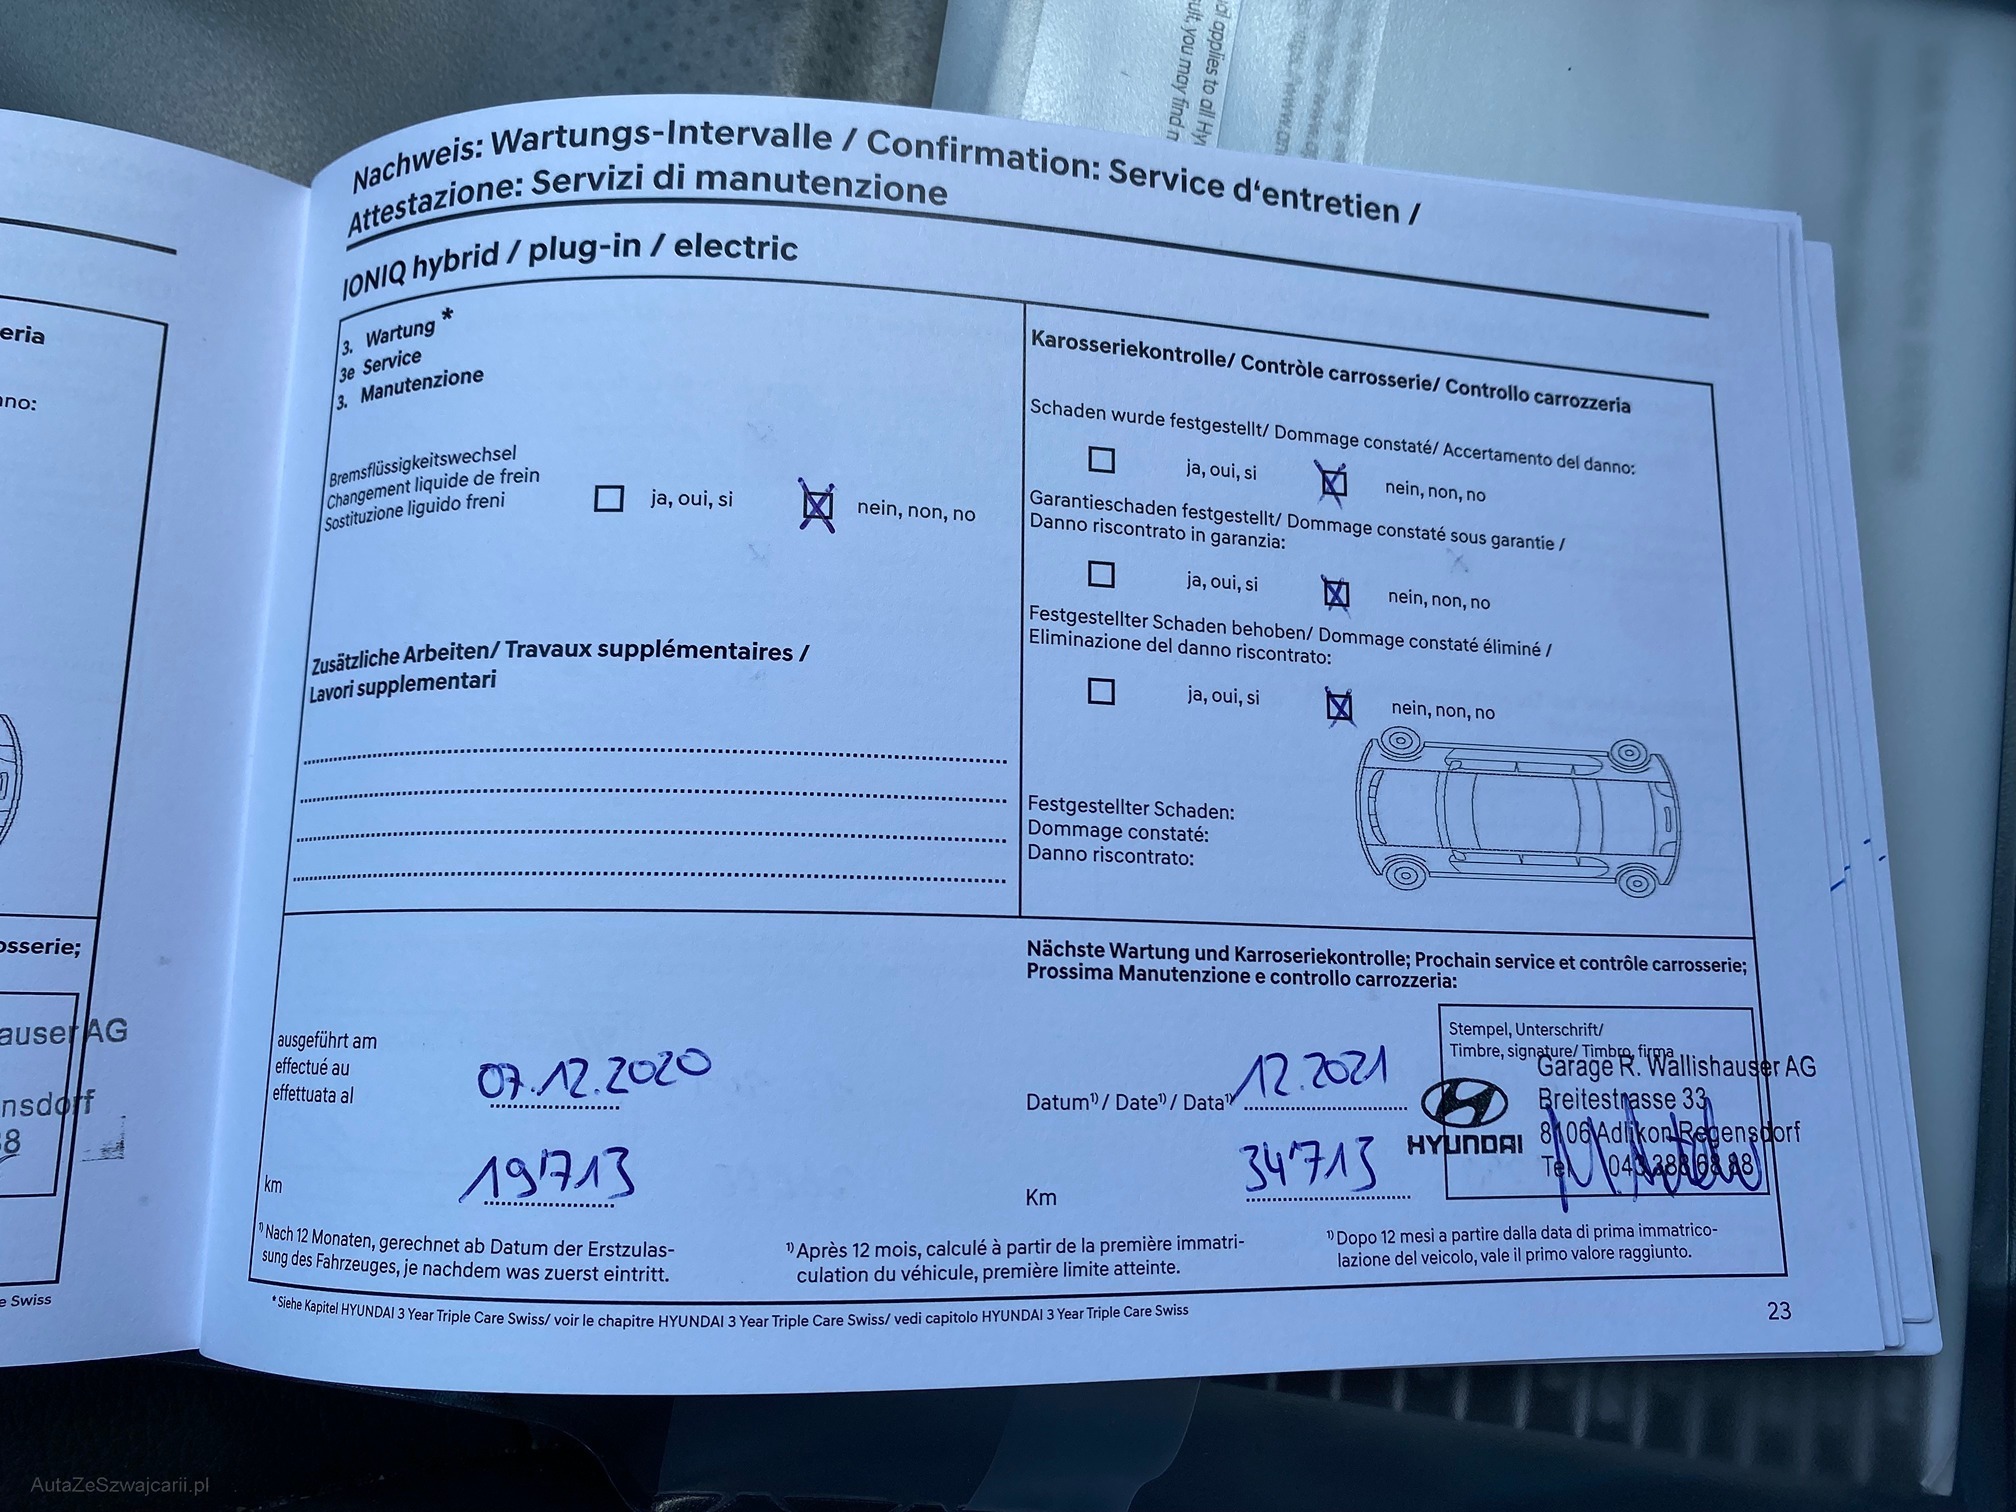 Nachweis: Wartungs-Intervalle / Confirmation: Service d‘entretien /
Attestazione: Servizi di manutenzione
IONIQ hybrid / plug-in / electric
3. Wartung *
3e Service
3. Manutenzione
Bremsflüssigkeitswechsel
Changement liquide de frein
Sostituzione liguido freni
ja, oui, si
nein, non, no
Zusätzliche Arbeiten/ Travaux supplémentaires /
Lavori supplementari
Karosseriekontrolle/ Contròle carrosserie/ Controllo carrozzeria
Schaden wurde festgestellt/ Dommage constaté/ Accertamento del danno:
ja, oui, si
nein, non, no
Garantieschaden festgestellt/ Dommage constaté sous garantie /
Danno riscontrato in garanzia:
ja, oui, si
nein, non, no
Festgestellter Schaden behoben/ Dommage constaté éliminé /
Eliminazione del danno riscontrato:
ja, oui, si
nein, non, no
Festgestellter Schaden:
Dommage constaté:
Danno riscontrato:
ausgeführt am
effectué au
effettuata al
07.12.2020
km
19'713
Nächste Wartung und Karroseriekontrolle; Prochain service et contrôle carrosserie;
Prossima Manutenzione e controllo carrozzeria:
Datum¹⁾ / Date¹⁾ / Data¹⁾
12.2021
Km
34'713
Stempel, Unterschrift/
Timbre, signature/ Timbro, firma
Garage R. Wallishauser AG
Breitestrasse 33
8106 Adlikon Regensdorf
HYUNDAI
¹⁾ Nach 12 Monaten, gerechnet ab Datum der Erstzulas-
sung des Fahrzeuges, je nachdem was zuerst eintritt.
¹⁾ Après 12 mois, calculé à partir de la première immatri-
culation du véhicule, première limite atteinte.
¹⁾ Dopo 12 mesi a partire dalla data di prima immatrico-
lazione del veicolo, vale il primo valore raggiunto.
* Siehe Kapitel HYUNDAI 3 Year Triple Care Swiss/ voir le chapitre HYUNDAI 3 Year Triple Care Swiss/ vedi capitolo HYUNDAI 3 Year Triple Care Swiss
23
eria
nno:
osserie;
auser AG
nsdorf
8
e Swiss
applies to all Hy
you may find
AutaZeSzwajcarii.pl